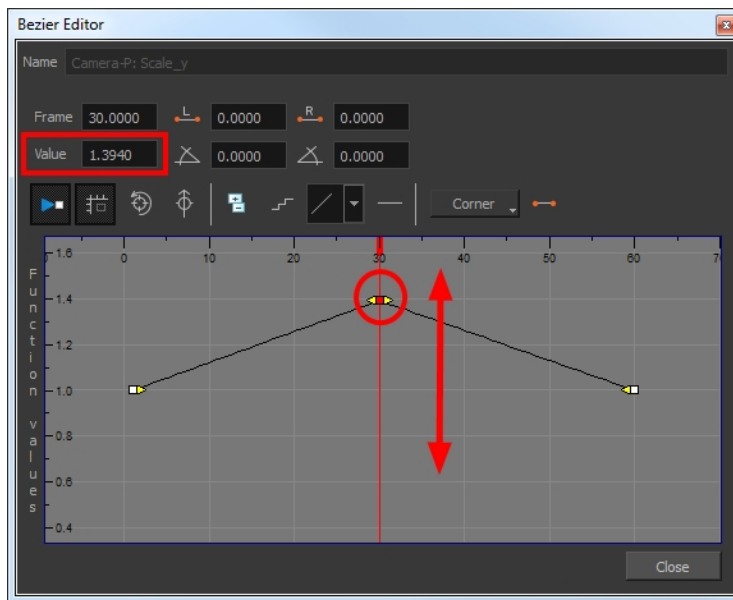 Bezier Editor
Name Camera-P: Scale_y
Frame 30.0000 L 0.0000 R 0.0000
Value 1.3940 0.0000 0.0000
Corner
0 10 20 30 40 50 60 7
1.6
1.4
1.2
1.0
0.8
0.6
0.4
Function values
Close